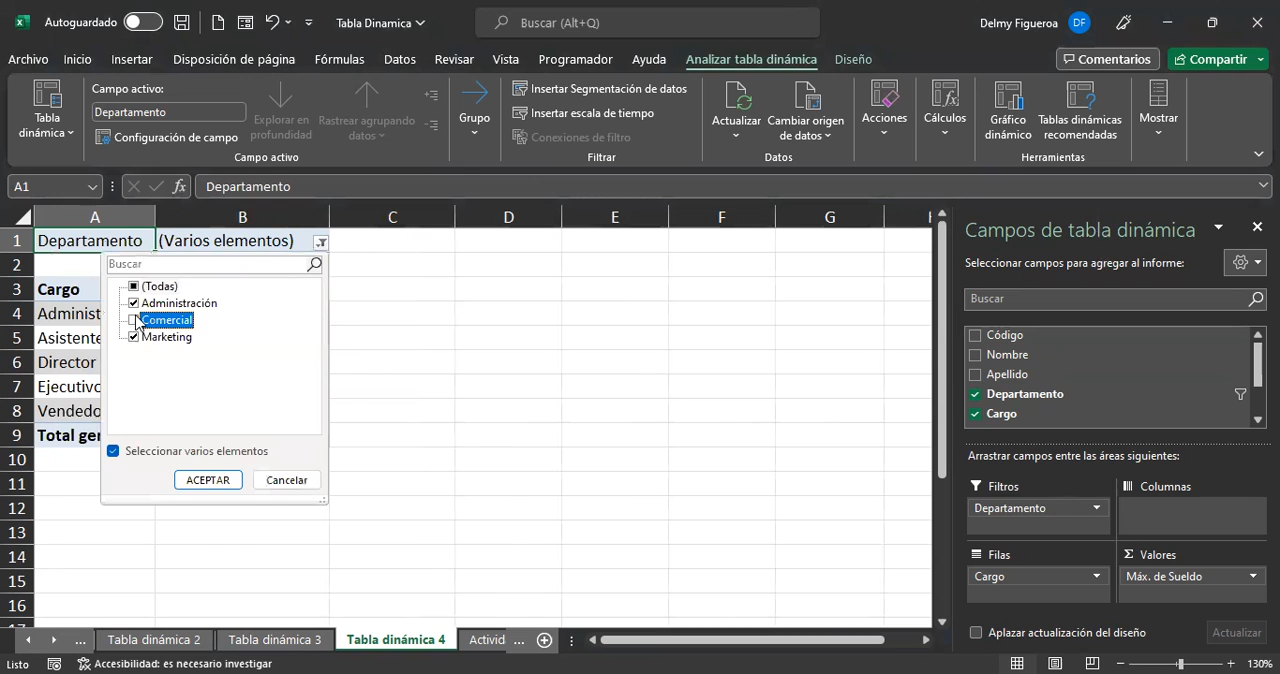 Autoguardado
Tabla Dinamica
Buscar (Alt+Q)
Delmy Figueroa
DF
Archivo
Inicio
Insertar
Disposición de página
Fórmulas
Datos
Revisar
Vista
Programador
Ayuda
Analizar tabla dinámica
Diseño
Comentarios
Compartir
Tabla
dinámica
Campo activo:
Departamento
Configuración de campo
Explorar en
profundidad
Rastrear agrupando
datos
Campo activo
Grupo
Insertar Segmentación de datos
Insertar escala de tiempo
Conexiones de filtro
Filtrar
Actualizar
Cambiar origen
de datos
Datos
Acciones
Cálculos
Gráfico
dinámico
Tablas dinámicas
recomendadas
Herramientas
Mostrar
A1
fx
Departamento
A B C D E F G
1 Departamento (Varios elementos)
2
3 Cargo
4 Administ
5 Asistente
6 Director
7 Ejecutivo
8 Vendedo
9 Total ger
10
11
12
13
14
15
16
Buscar
(Todas)
Administración
Comercial
Marketing
Seleccionar varios elementos
ACEPTAR
Cancelar
Campos de tabla dinámica
Seleccionar campos para agregar al informe:
Buscar
Código
Nombre
Apellido
Departamento
Cargo
Arrastrar campos entre las áreas siguientes:
Filtros
Columnas
Departamento
Filas
Σ Valores
Cargo
Máx. de Sueldo
Aplazar actualización del diseño
Actualizar
...
Tabla dinámica 2
Tabla dinámica 3
Tabla dinámica 4
Activid
...
Listo
Accesibilidad: es necesario investigar
130%